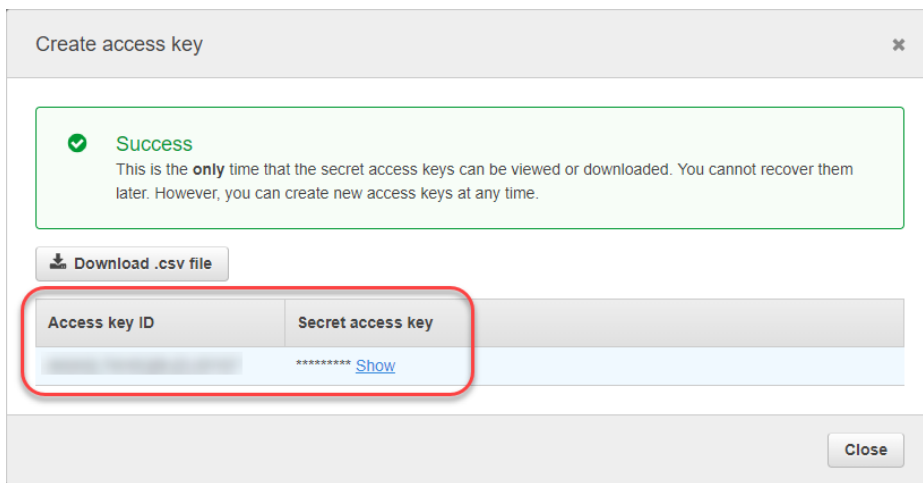 Create access key
Success
This is the only time that the secret access keys can be viewed or downloaded. You cannot recover them
later. However, you can create new access keys at any time.
Download .csv file
Access key ID Secret access key
********* Show
Close